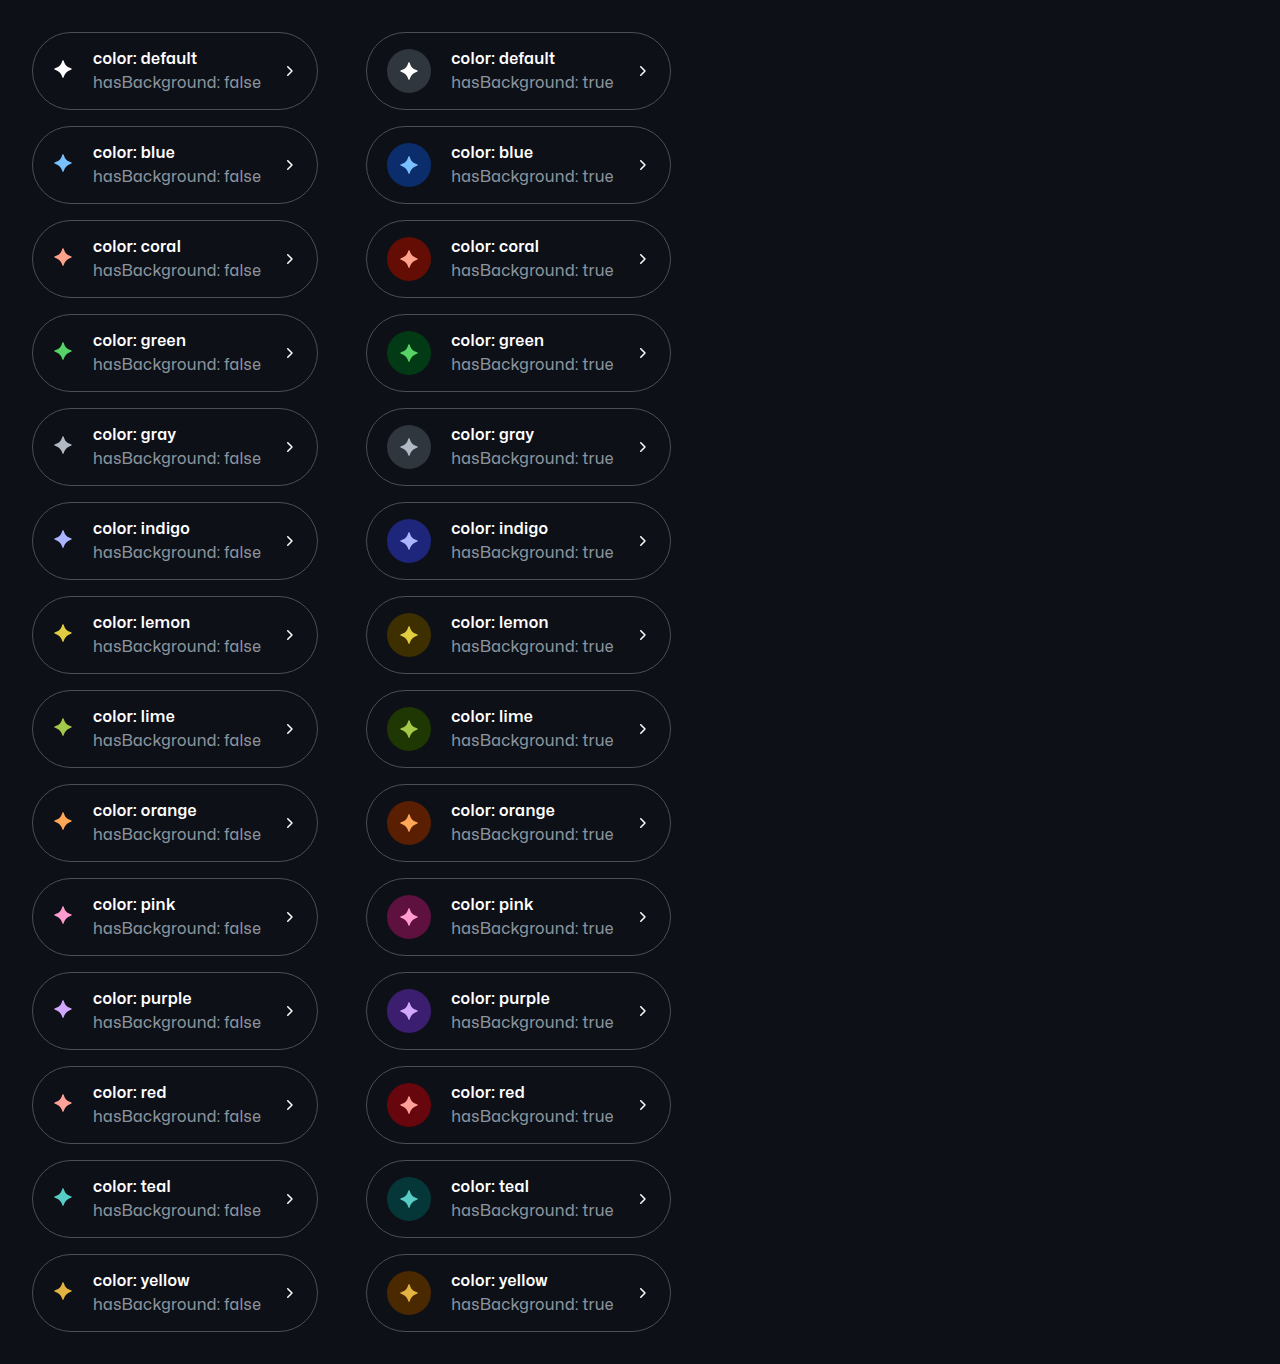 color: default
hasBackground: false
color: default
hasBackground: true
color: blue
hasBackground: false
color: blue
hasBackground: true
color: coral
hasBackground: false
color: coral
hasBackground: true
color: green
hasBackground: false
color: green
hasBackground: true
color: gray
hasBackground: false
color: gray
hasBackground: true
color: indigo
hasBackground: false
color: indigo
hasBackground: true
color: lemon
hasBackground: false
color: lemon
hasBackground: true
color: lime
hasBackground: false
color: lime
hasBackground: true
color: orange
hasBackground: false
color: orange
hasBackground: true
color: pink
hasBackground: false
color: pink
hasBackground: true
color: purple
hasBackground: false
color: purple
hasBackground: true
color: red
hasBackground: false
color: red
hasBackground: true
color: teal
hasBackground: false
color: teal
hasBackground: true
color: yellow
hasBackground: false
color: yellow
hasBackground: true